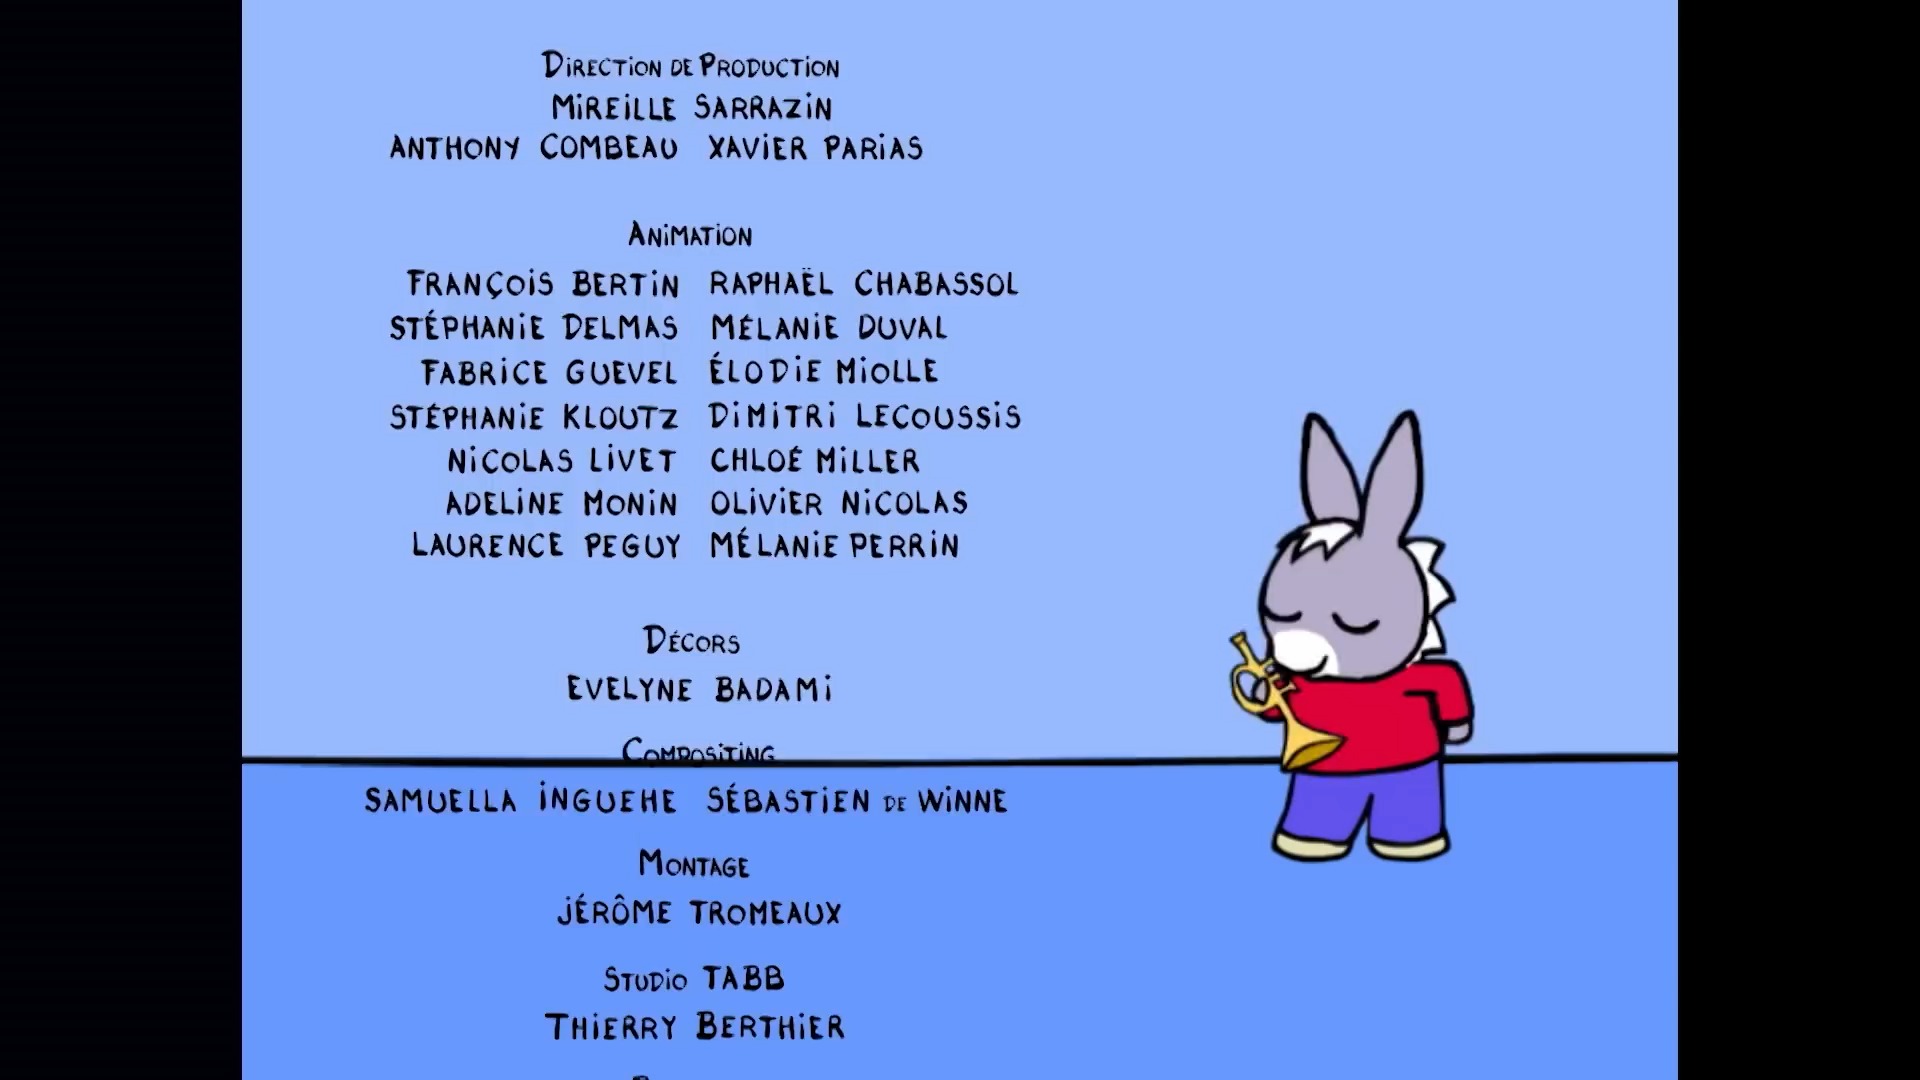 Direction de Production
Mireille Sarrazin
Anthony Combeau Xavier Parias
Animation
François Bertin Raphaël Chabassol
Stéphanie Delmas Mélanie Duval
Fabrice Guevel Élodie Miolle
Stéphanie Kloutz Dimitri Lecoussis
Nicolas Livet Chloé Miller
Adeline Monin Olivier Nicolas
Laurence Peguy Mélanie Perrin
Décors
Evelyne Badami
Compositing
Samuella Inguehe Sébastien de Winne
Montage
Jérôme Tromeaux
Studio TABB
Thierry Berthier